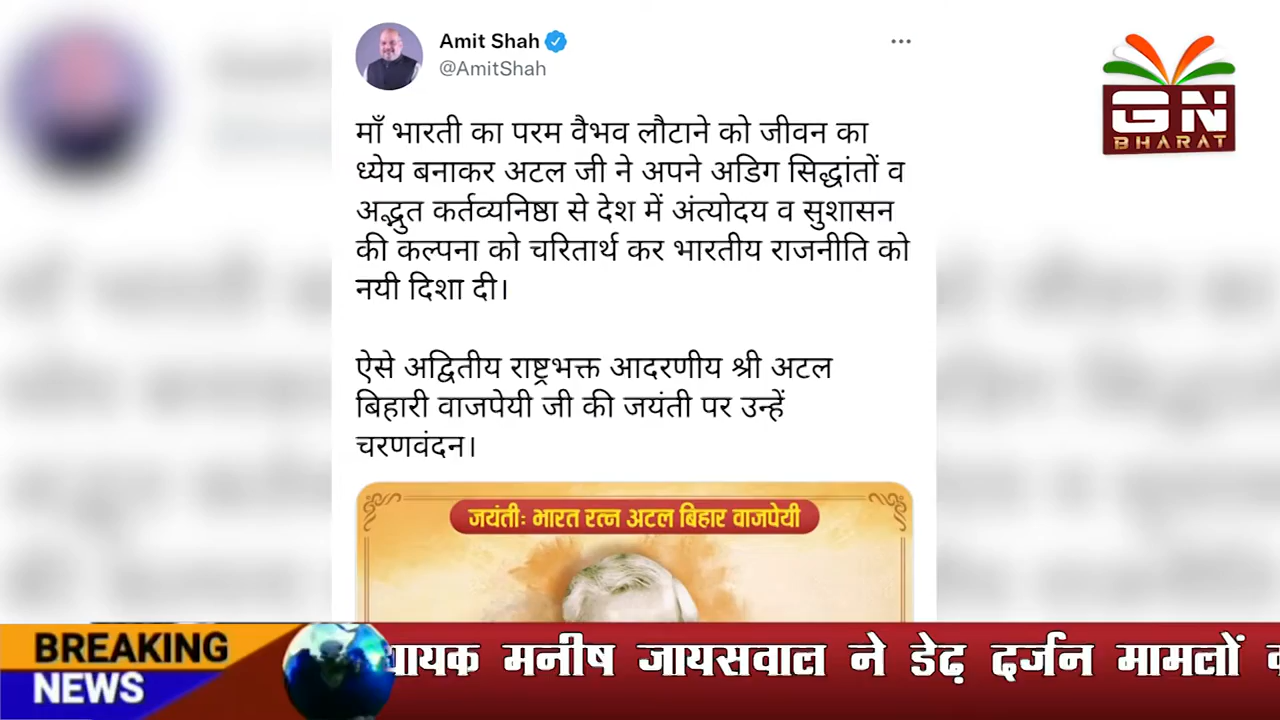 Amit Shah
@AmitShah
GN
BHARAT
माँ भारती का परम वैभव लौटाने को जीवन का
ध्येय बनाकर अटल जी ने अपने अडिग सिद्धांतों व
अद्भुत कर्तव्यनिष्ठा से देश में अंत्योदय व सुशासन
की कल्पना को चरितार्थ कर भारतीय राजनीति को
नयी दिशा दी।
ऐसे अद्वितीय राष्ट्रभक्त आदरणीय श्री अटल
बिहारी वाजपेयी जी की जयंती पर उन्हें
चरणवंदन।
जयंतीः भारत रत्न अटल बिहार वाजपेयी
BREAKING
NEWS
मनीष जायसवाल ने डेढ़ दर्जन मामलों